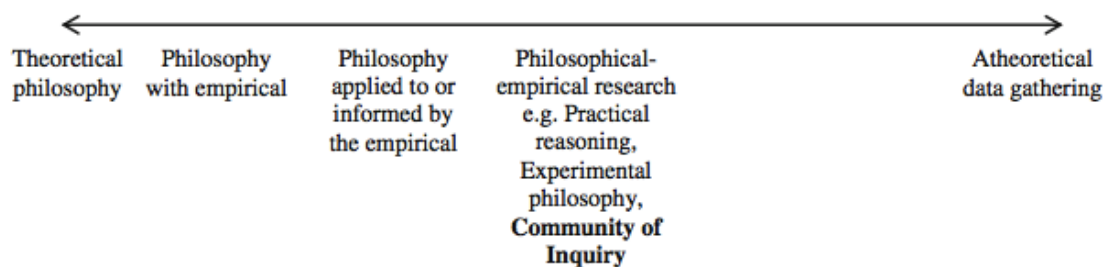 Theoretical
philosophy
Philosophy
with empirical
Philosophy
applied to or
informed by
the empirical
Philosophical-
empirical research
e.g. Practical
reasoning,
Experimental
philosophy,
Community of
Inquiry
Atheoretical
data gathering